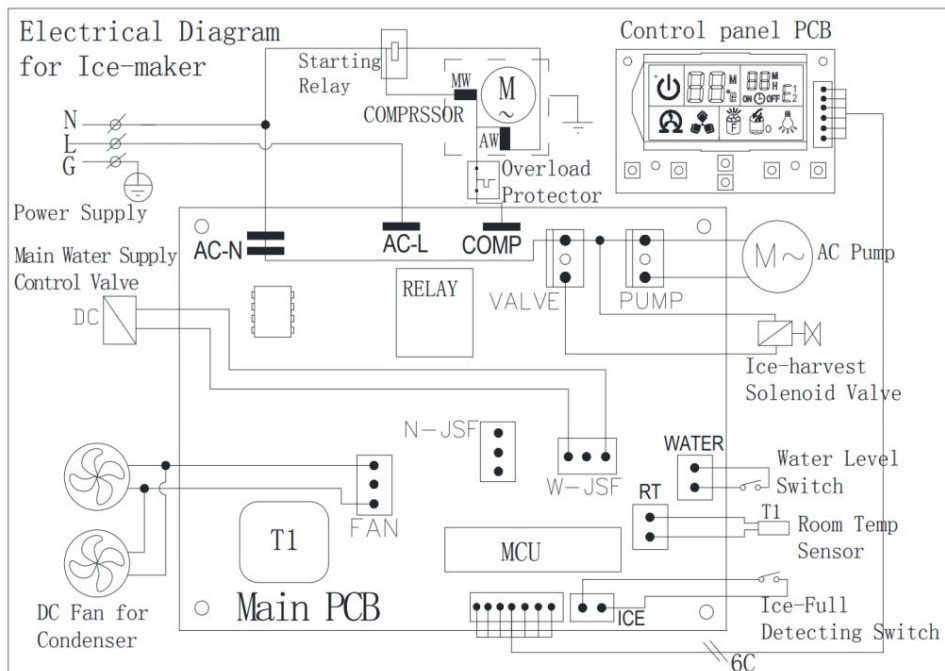 Electrical Diagram
for Ice-maker
Starting
Relay
MW
M
~
COMPRSSOR
AW
Overload
Protector
Control panel PCB
88 M
°C
88 M
H
ON OFF
E 1
2
F
N
L
G
Power Supply
AC-N
AC-L
COMP
Main Water Supply
Control Valve
DC
RELAY
VALVE
PUMP
M~
AC Pump
Ice-harvest
Solenoid Valve
N-JSF
W-JSF
WATER
Water Level
Switch
RT
T1
Room Temp
Sensor
FAN
T1
MCU
DC Fan for
Condenser
Main PCB
ICE
Ice-Full
Detecting Switch
6C